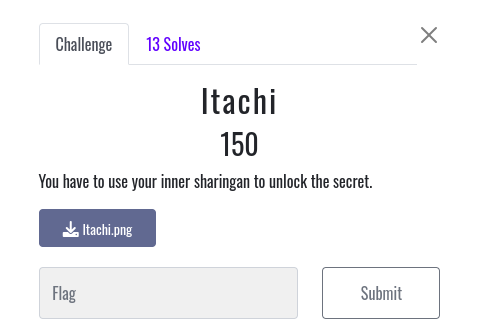 Challenge
13 Solves
Itachi
150
You have to use your inner sharingan to unlock the secret.
Itachi.png
Flag
Submit